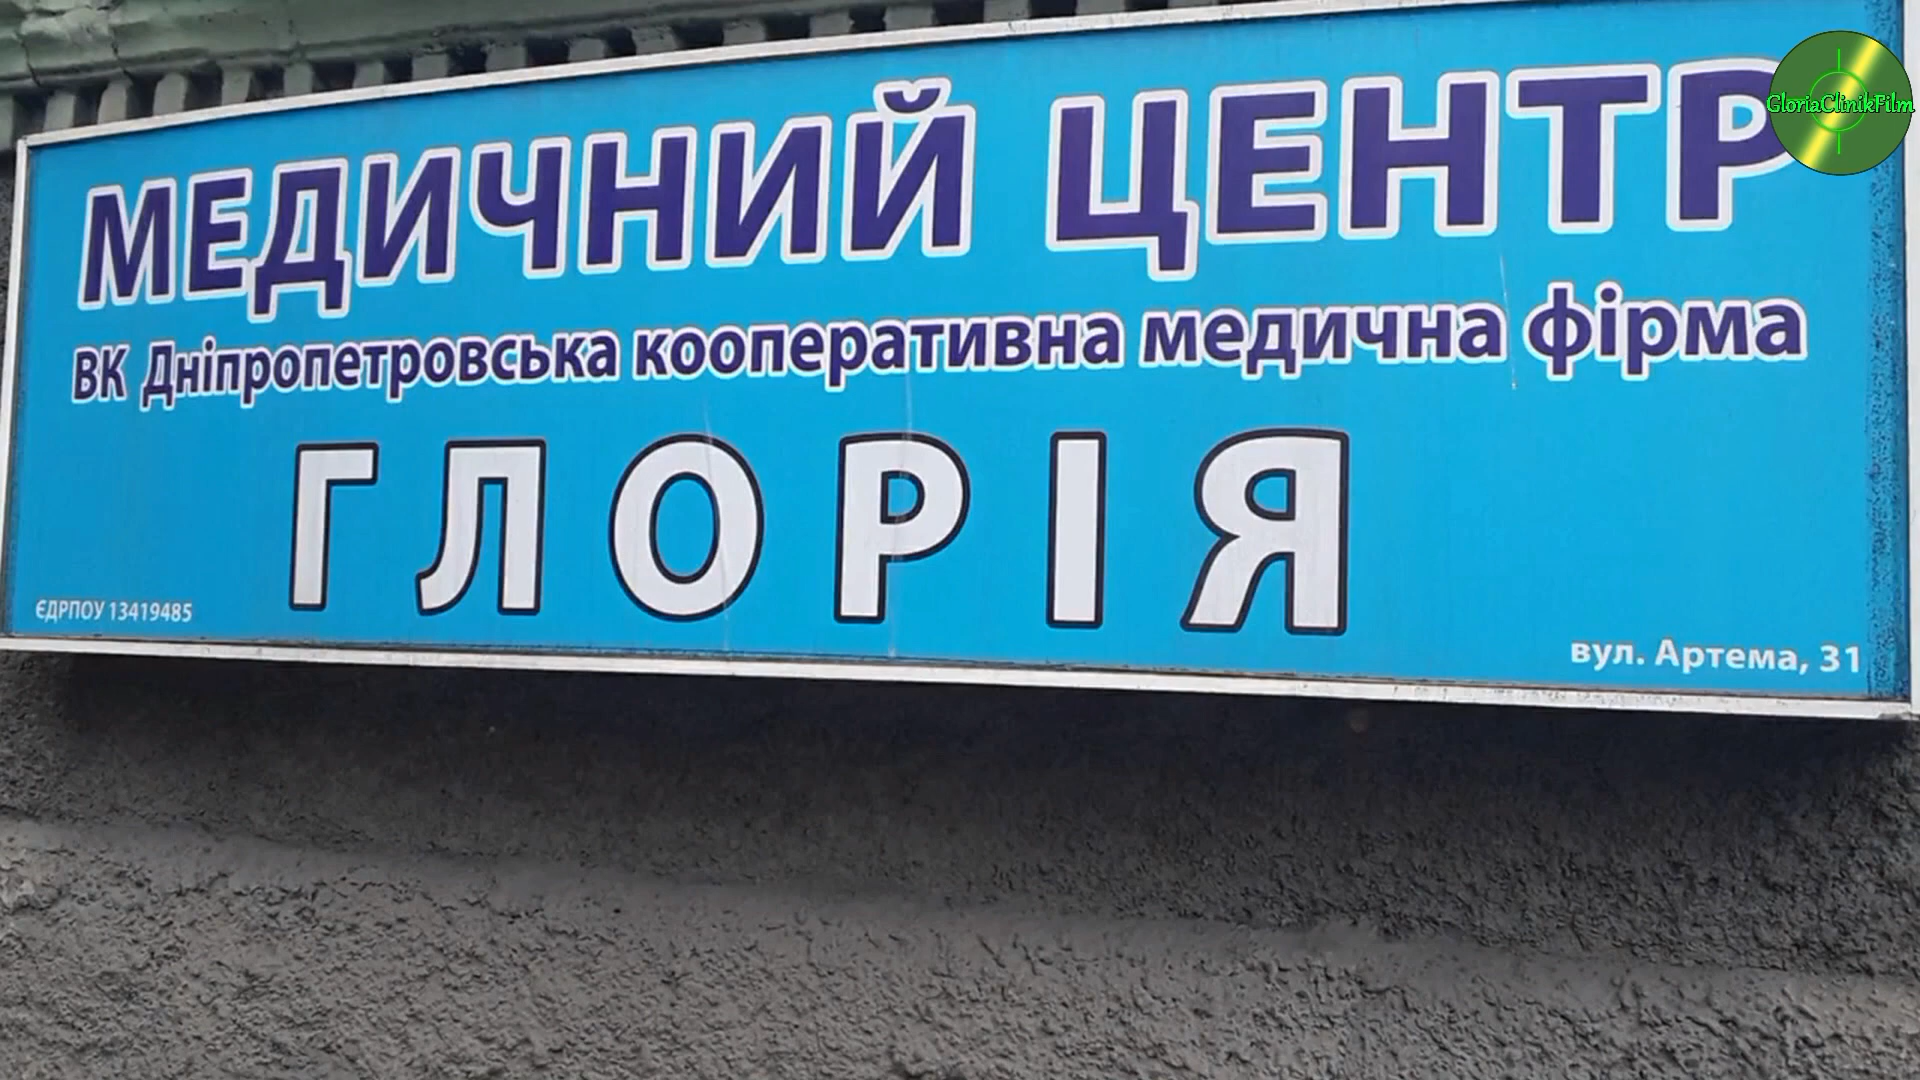 МЕДИЧНИЙ ЦЕНТР
GloriaClinikFilm
ВК Дніпропетровська кооперативна медична фірма
ГЛОРІЯ
ЄДРПОУ 13419485
вул. Артема, 31